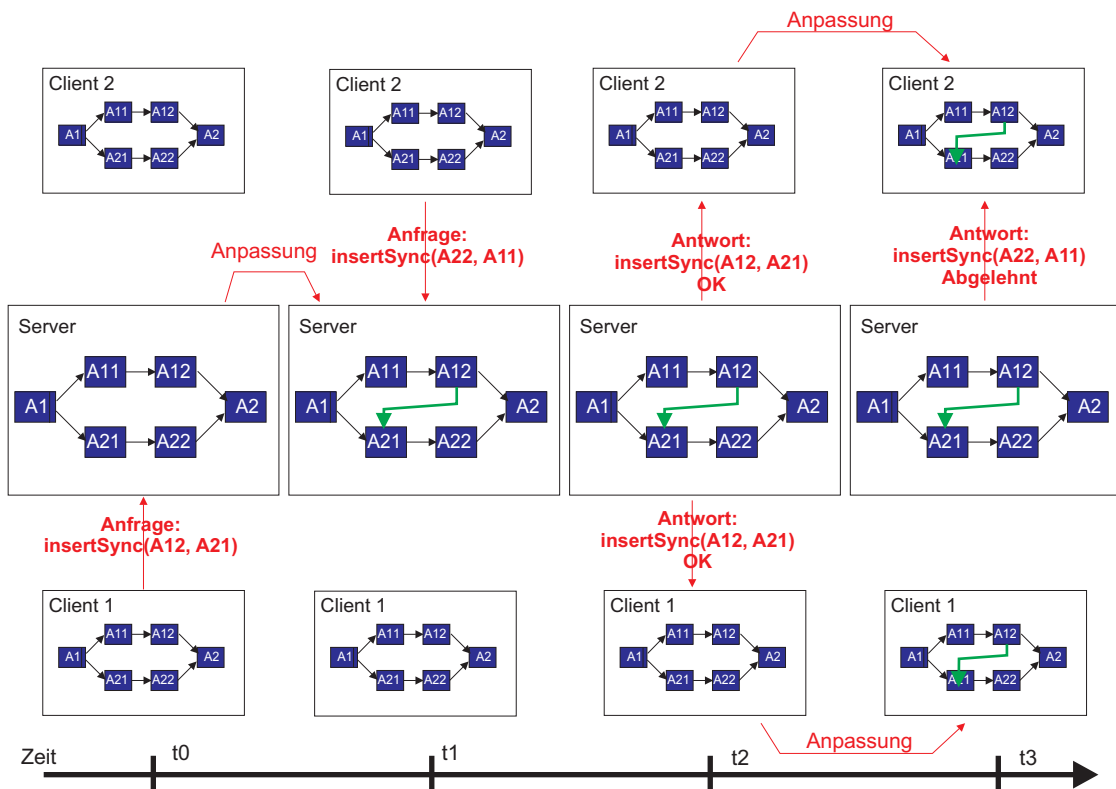 Anpassung
Client 2
A11 A12
A1 A2
A21 A22
Client 2
A11 A12
A1 A2
A21 A22
Client 2
A11 A12
A1 A2
A21 A22
Client 2
A11 A12
A1 A2
A22
Anpassung
Anfrage:
insertSync(A22, A11)
Antwort:
insertSync(A12, A21)
OK
Antwort:
insertSync(A22, A11)
Abgelehnt
Server
A11 A12
A1 A2
A21 A22
Server
A11 A12
A1 A2
A21 A22
Server
A11 A12
A1 A2
A21 A22
Server
A11 A12
A1 A2
A21 A22
Anfrage:
insertSync(A12, A21)
Antwort:
insertSync(A12, A21)
OK
Client 1
A11 A12
A1 A2
A21 A22
Client 1
A11 A12
A1 A2
A21 A22
Client 1
A11 A12
A1 A2
A21 A22
Client 1
A11 A12
A1 A2
A22
Anpassung
Zeit t0 t1 t2 t3